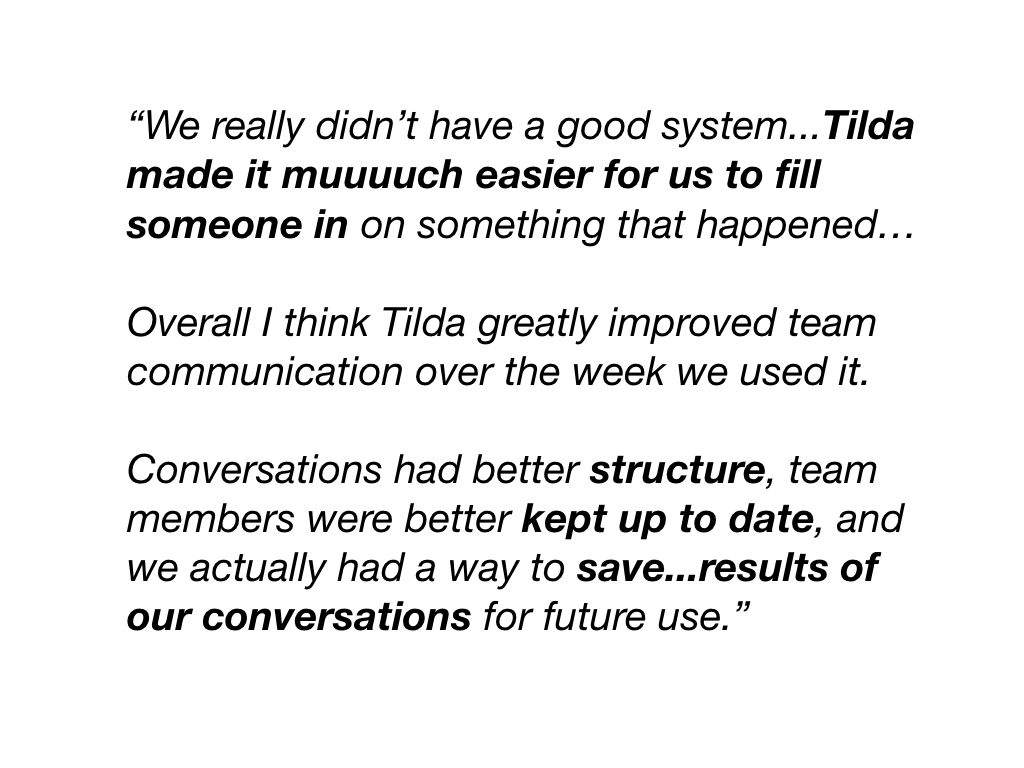 “We really didn’t have a good system...Tilda
made it muuuuch easier for us to fill
someone in on something that happened…
Overall I think Tilda greatly improved team
communication over the week we used it.
Conversations had better structure, team
members were better kept up to date, and
we actually had a way to save...results of
our conversations for future use.”